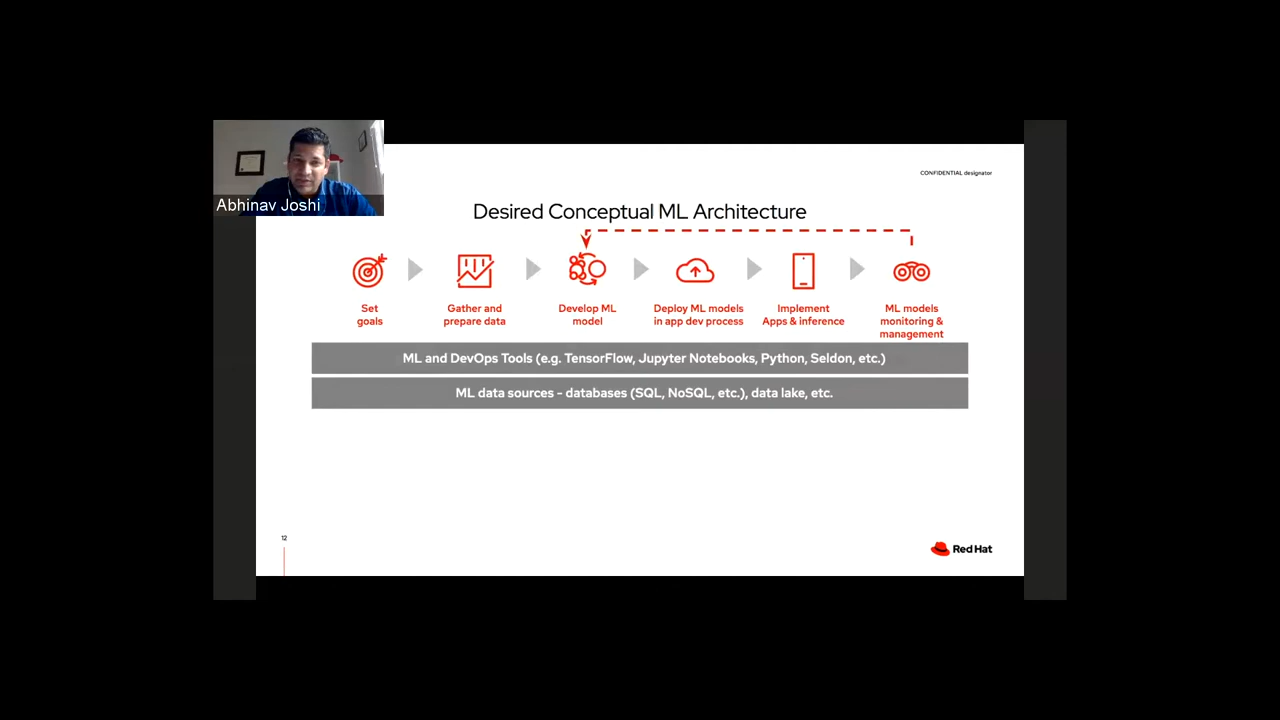 Abhinav Joshi
CONFIDENTIAL designator
Desired Conceptual ML Architecture
Set
goals
Gather and
prepare data
Develop ML
model
Deploy ML models
in app dev process
Implement
Apps & inference
ML models
monitoring &
management
ML and DevOps Tools (e.g. TensorFlow, Jupyter Notebooks, Python, Seldon, etc.)
ML data sources - databases (SQL, NoSQL, etc.), data lake, etc.
12
Red Hat